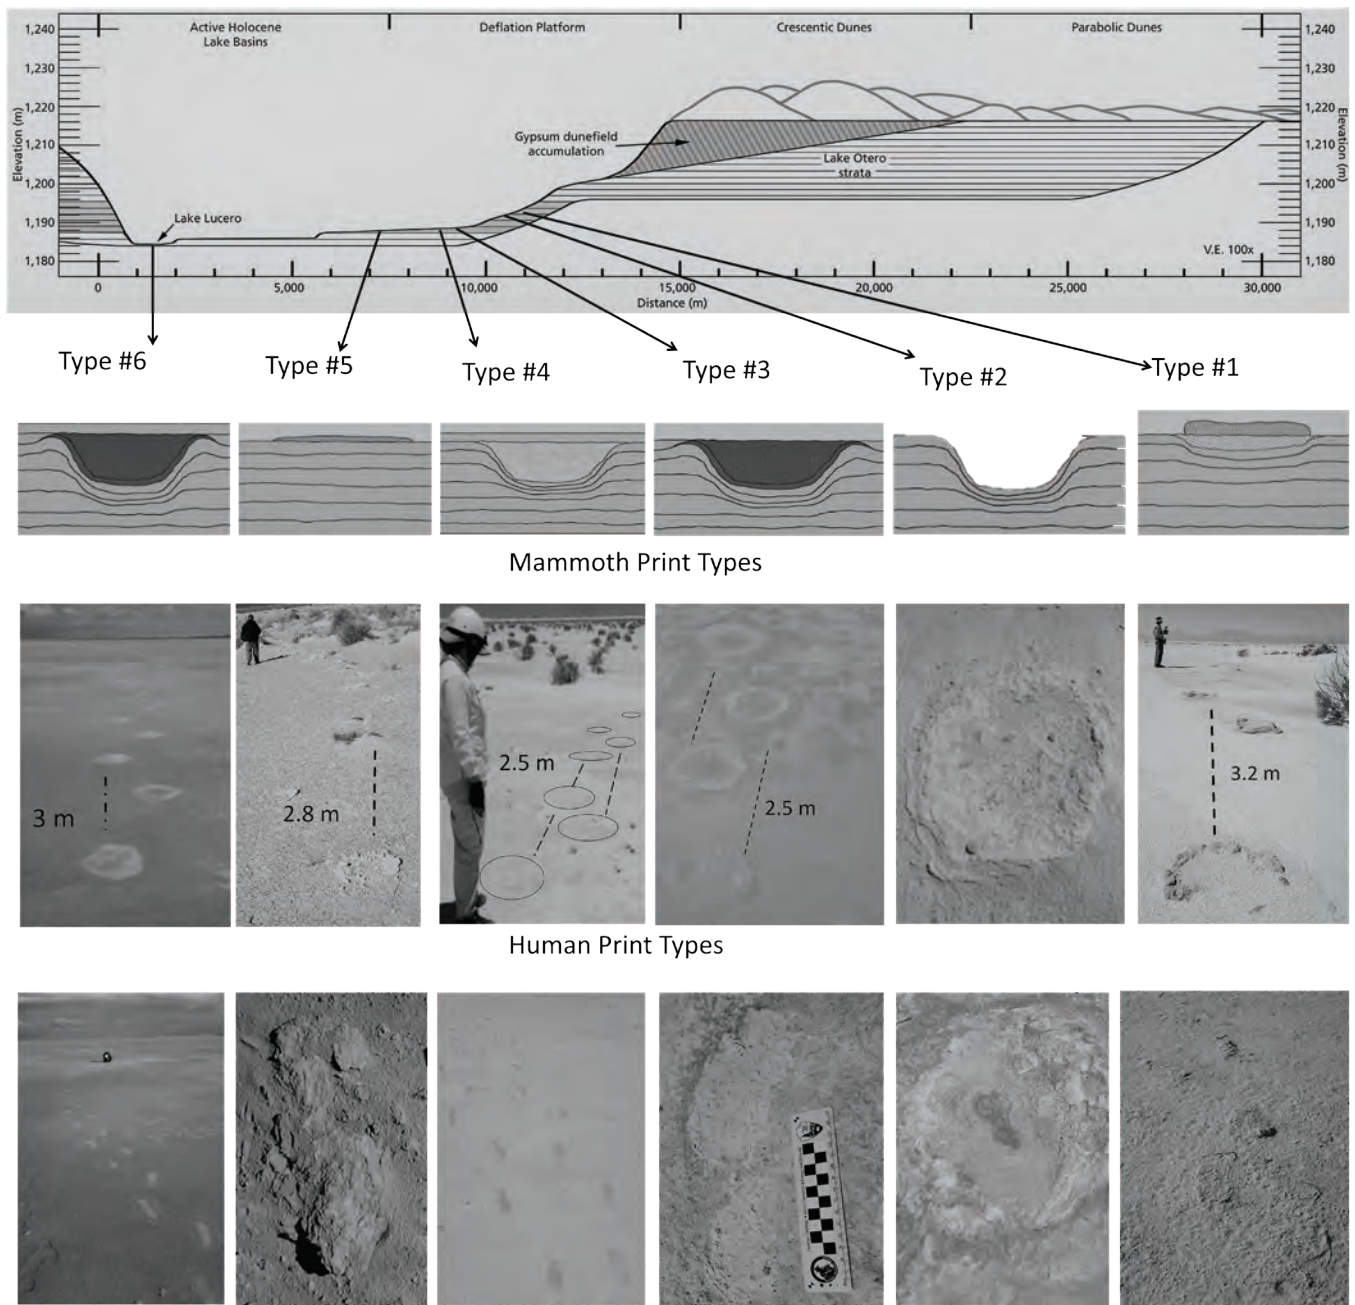 Active Holocene
Lake Basins
Deflation Platform
Crescentic Dunes
Parabolic Dunes
Elevation (m)
1,240
1,230
1,220
1,210
1,200
1,190
1,180
Gypsum dunefield
accumulation
Lake Otero
strata
Lake Lucero
V.E. 100x
1,240
1,230
1,220
1,210
1,200
1,190
1,180
Elevation (m)
0
5,000
10,000
15,000
20,000
25,000
30,000
Distance (m)
Type #6
Type #5
Type #4
Type #3
Type #2
Type #1
Mammoth Print Types
3 m
2.8 m
2.5 m
2.5 m
3.2 m
Human Print Types